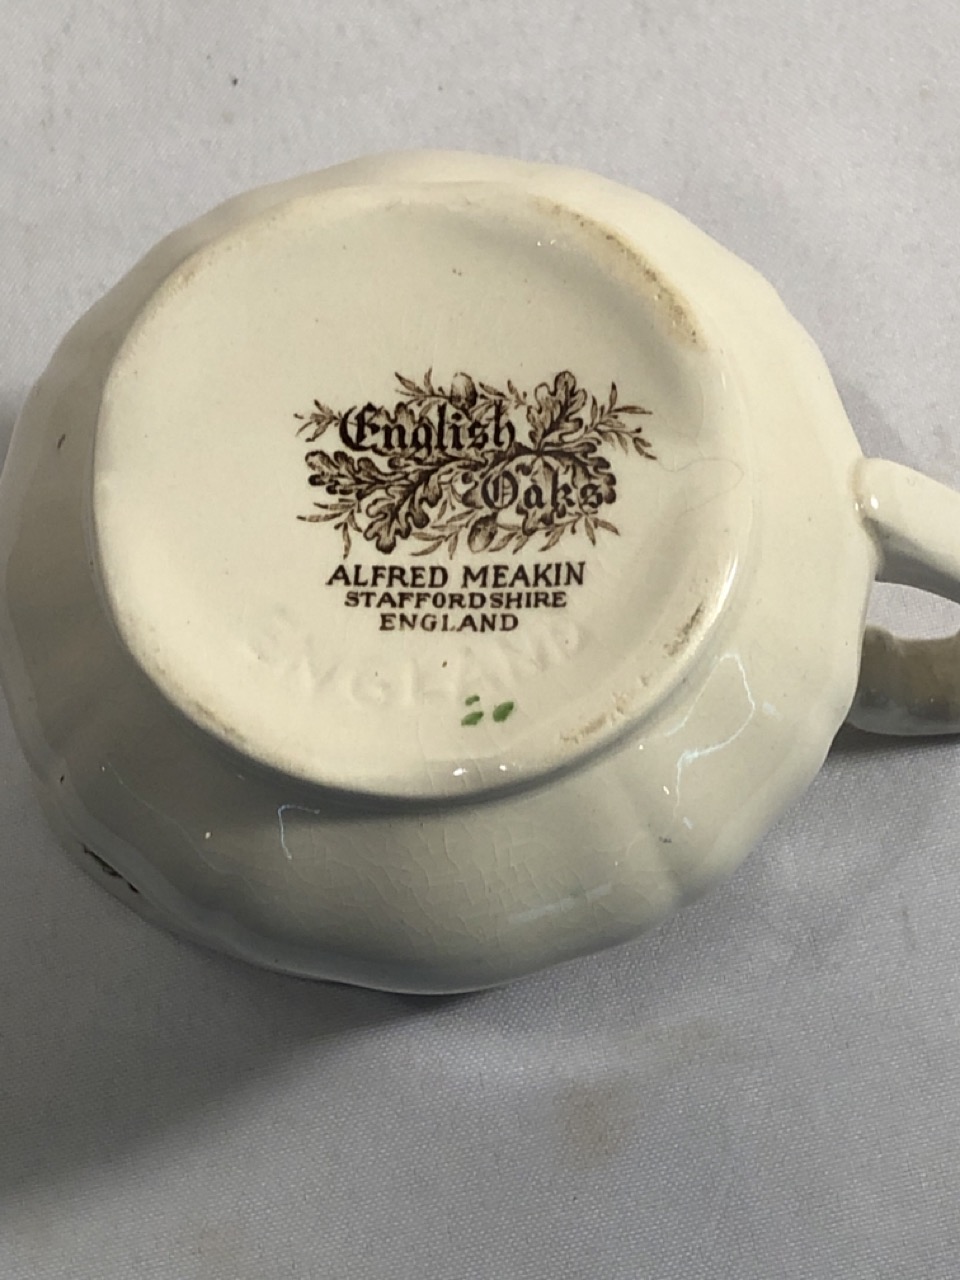 English
Oaks
ALFRED MEAKIN
STAFFORDSHIRE
ENGLAND
ENGLAND